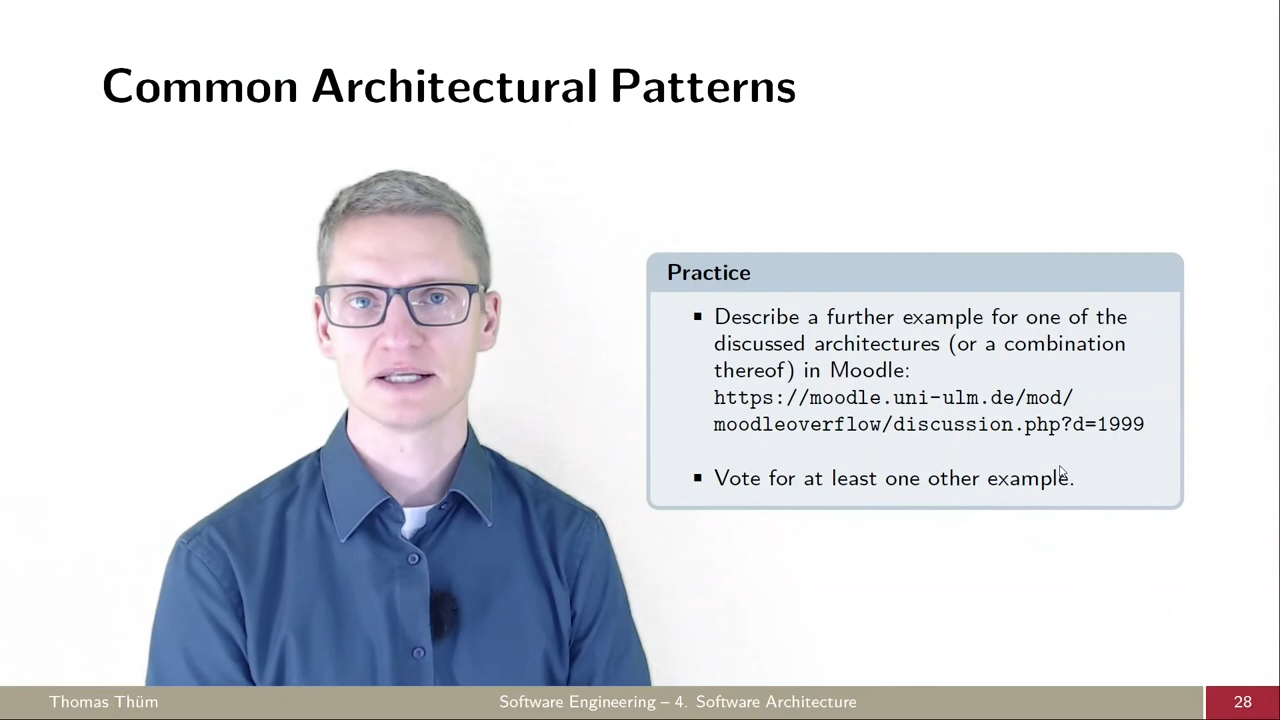 Common Architectural Patterns
Practice
▪ Describe a further example for one of the
discussed architectures (or a combination
thereof) in Moodle:
https://moodle.uni-ulm.de/mod/
moodleoverflow/discussion.php?d=1999
▪ Vote for at least one other example.
Thomas Thüm
Software Engineering – 4. Software Architecture
28